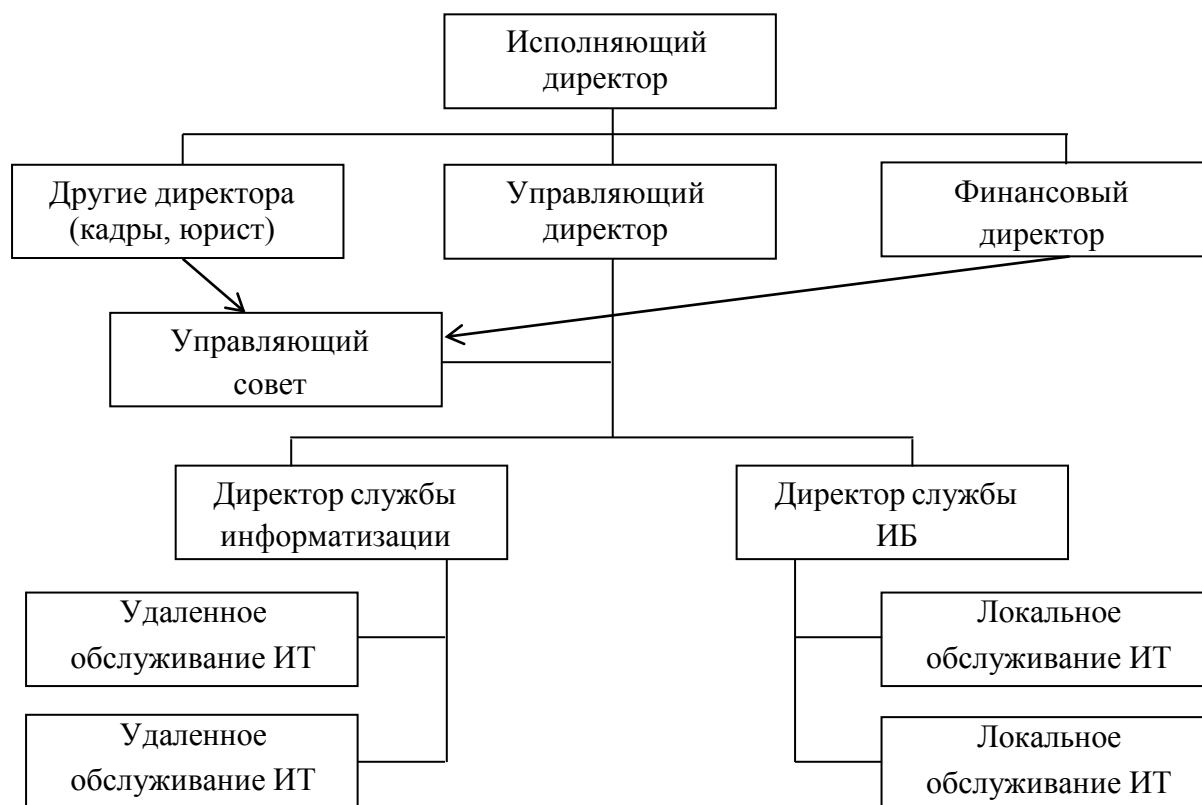 Исполняющий
директор
Другие директора
(кадры, юрист)
Управляющий
директор
Финансовый
директор
Управляющий
совет
Директор службы
информатизации
Директор службы
ИБ
Удаленное
обслуживание ИТ
Локальное
обслуживание ИТ
Удаленное
обслуживание ИТ
Локальное
обслуживание ИТ